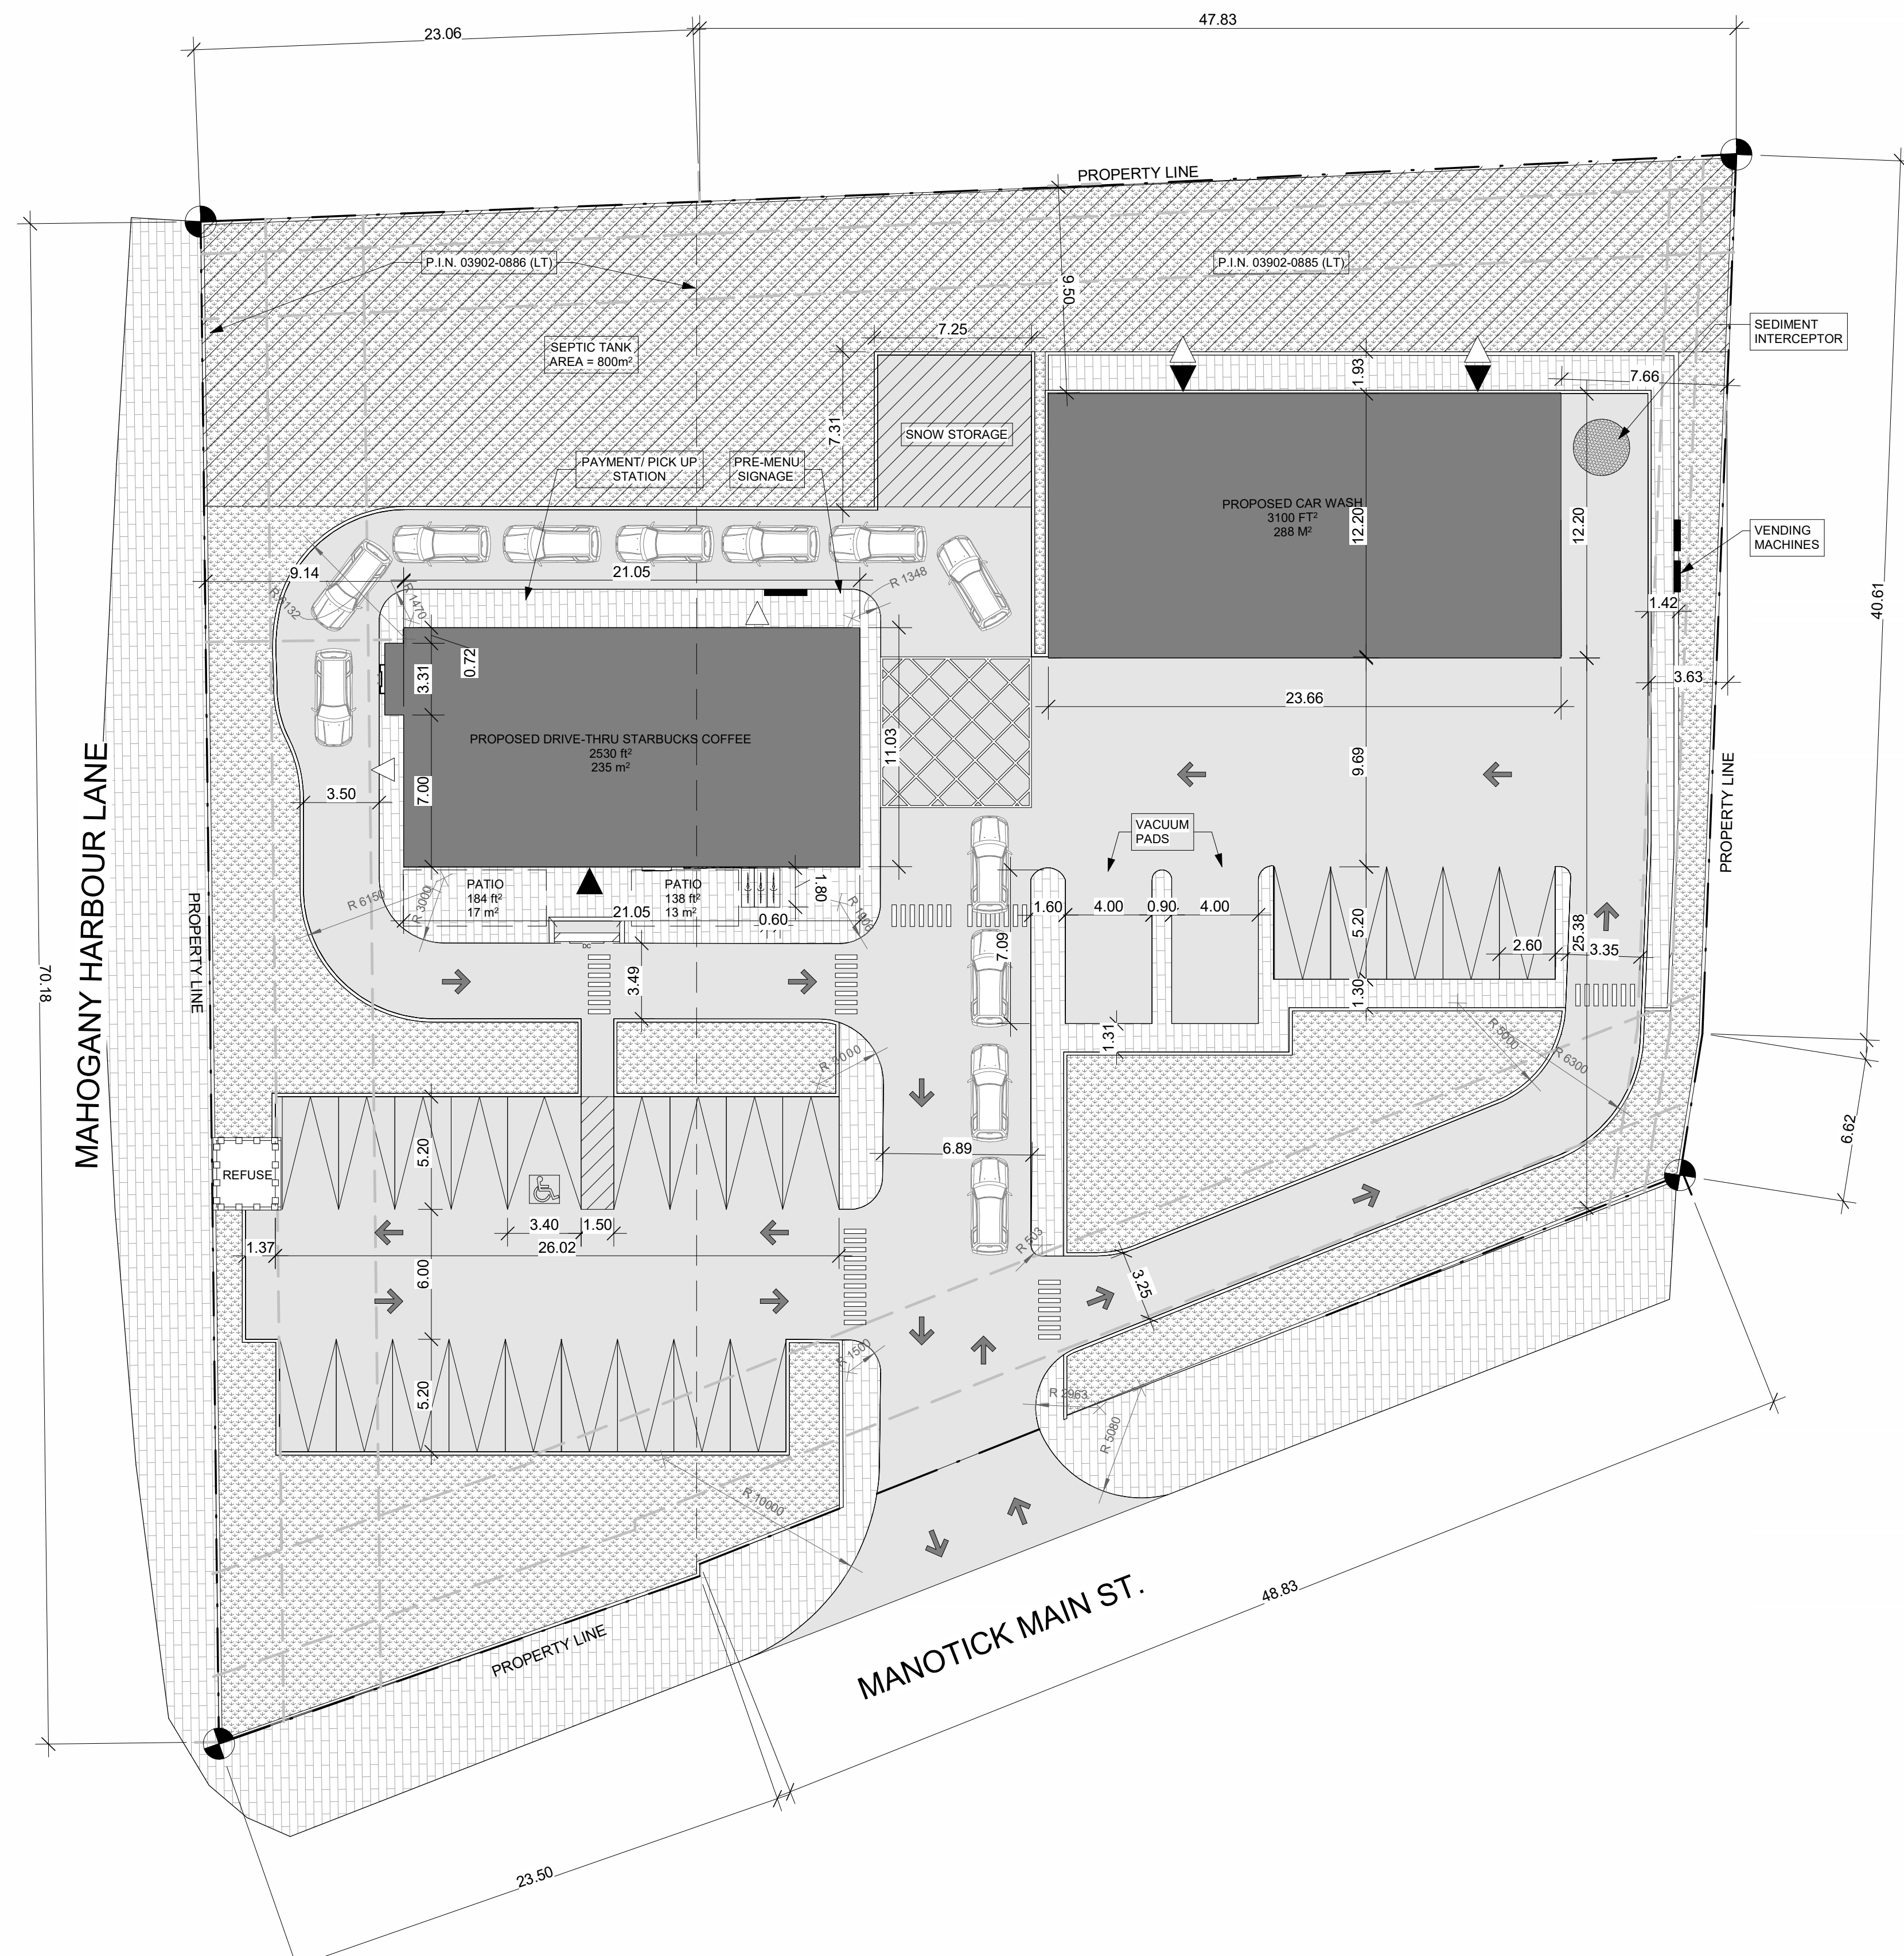 23.06
47.83
PROPERTY LINE
P.I.N. 03902-0886 (LT)
P.I.N. 03902-0885 (LT)
9.50
SEDIMENT
INTERCEPTOR
7.25
SEPTIC TANK
AREA = 800m²
1.93
7.66
7.31
SNOW STORAGE
PAYMENT/ PICK UP
STATION
PRE-MENU
SIGNAGE
PROPOSED CAR WASH
3100 FT²
288 M²
12.20
12.20
VENDING
MACHINES
9.14
21.05
R 1348
R 6132
R 1470
1.42
40.61
0.72
3.31
3.63
23.66
PROPOSED DRIVE-THRU STARBUCKS COFFEE
2530 ft²
235 m²
11.03
9.69
3.50
7.00
PROPERTY LINE
MAHOGANY HARBOUR LANE
VACUUM
PADS
PATIO
184 ft²
17 m²
PATIO
138 ft²
13 m²
1.80
R 6150
R 3000
21.05
0.60
DC
1.60
4.00
0.90
4.00
5.20
2.60
25.38
3.35
PROPERTY LINE
70.18
3.49
7.09
1.30
1.31
R 5000
R 6300
6.62
5.20
6.89
REFUSE
3.40
1.50
1.37
26.02
6.00
R 503
3.25
R 1500
5.20
R 2963
R 5080
R 10000
PROPERTY LINE
MANOTICK MAIN ST.
48.83
23.50